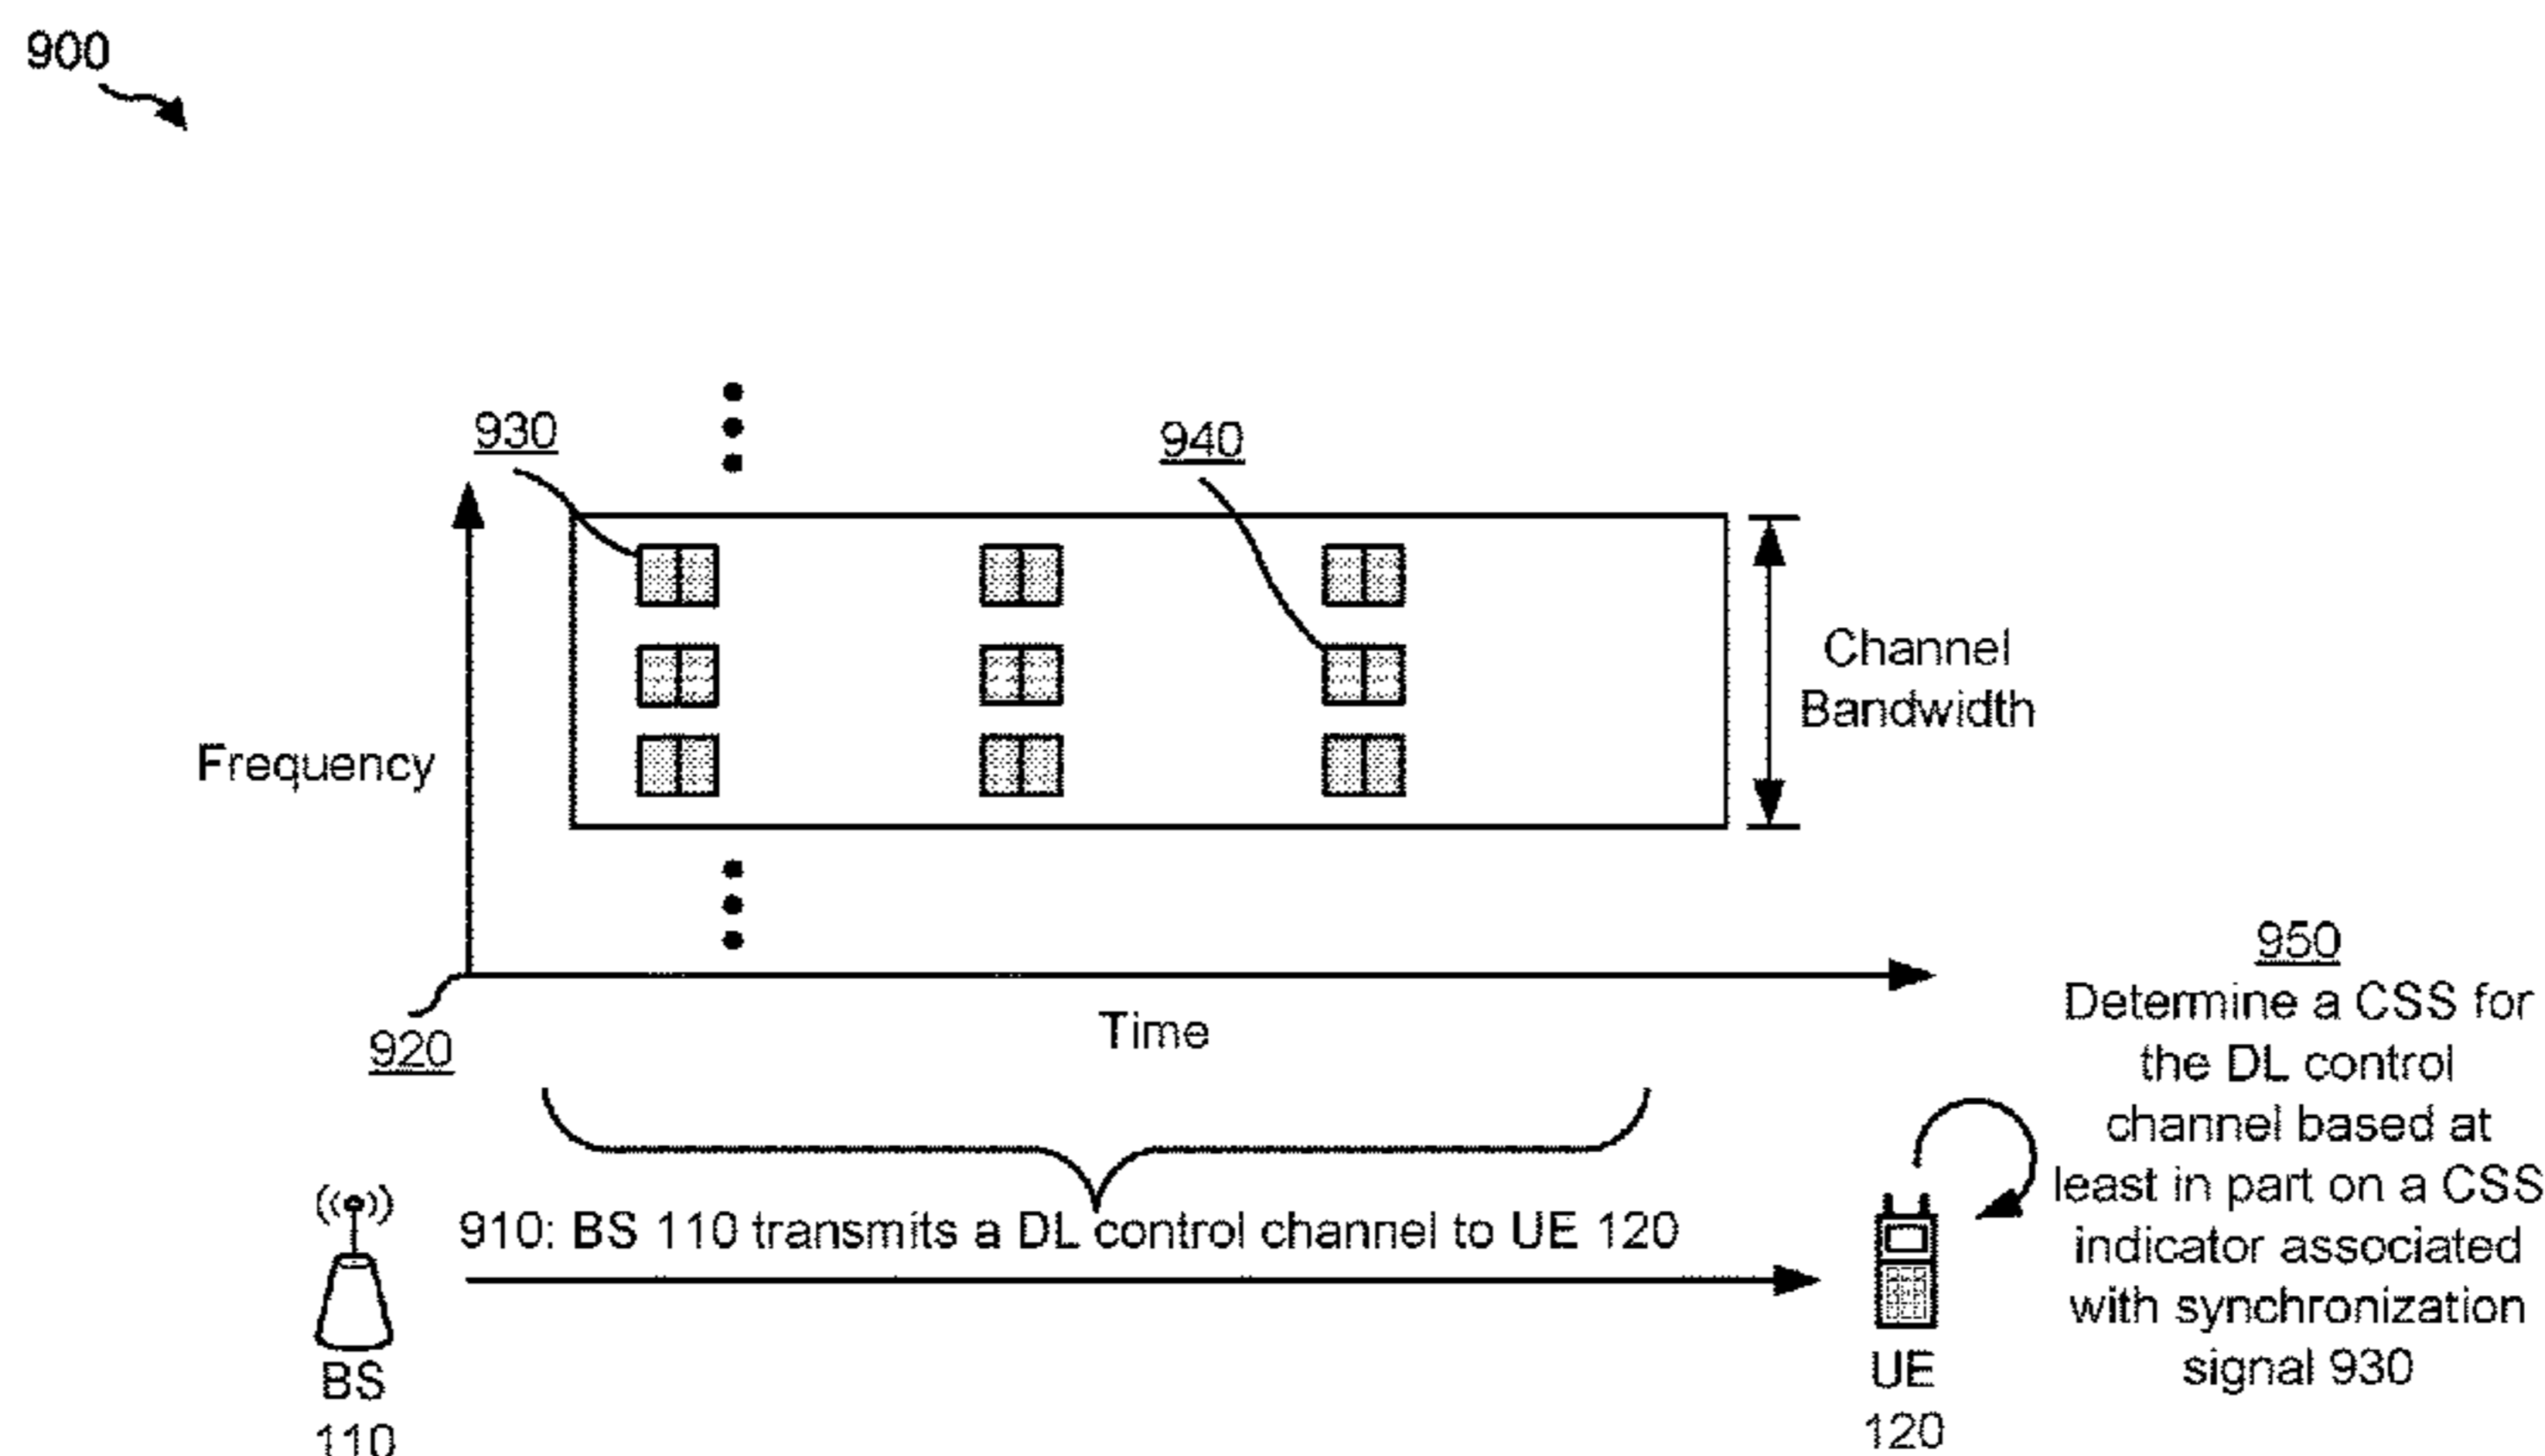 900
930
940
Channel
Bandwidth
Frequency
920
Time
950
Determine a CSS for
the DL control
channel based at
least in part on a CSS
indicator associated
with synchronization
signal 930
910: BS 110 transmits a DL control channel to UE 120
BS
110
UE
120